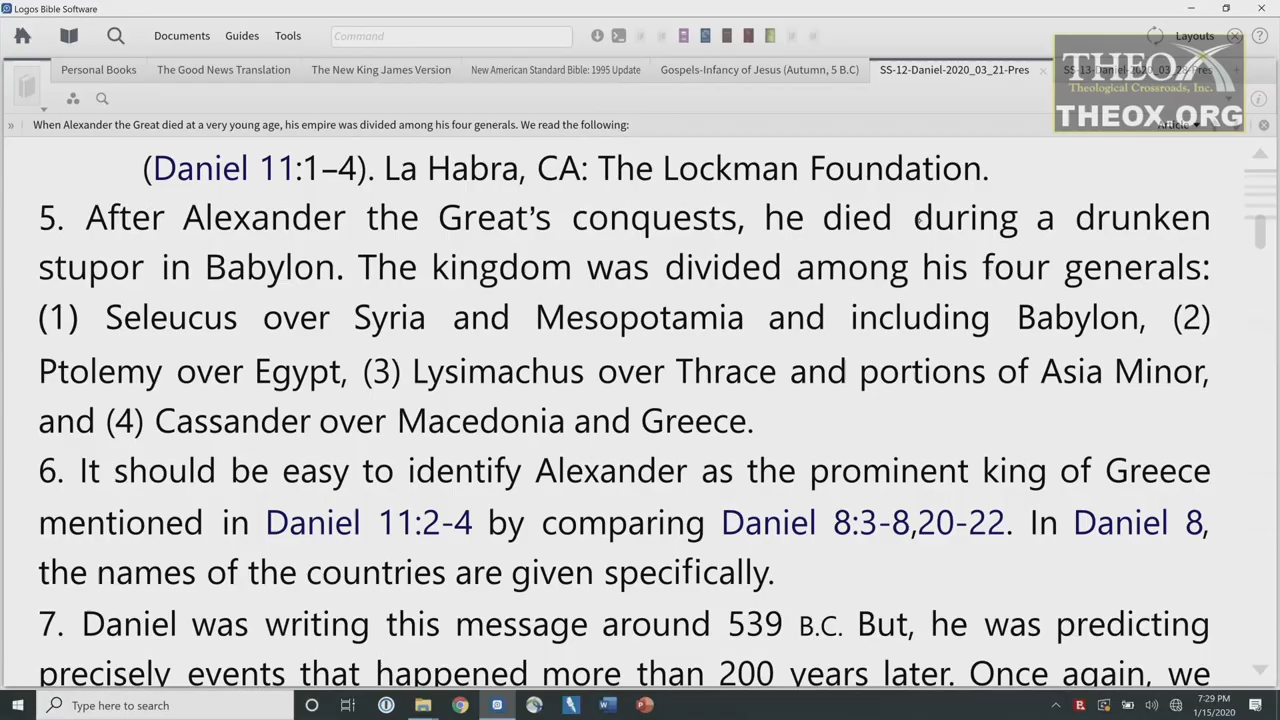 Logos Bible Software
Documents Guides Tools Command Layouts
Personal Books The Good News Translation The New King Jam New American Standard Bible: 1995 Update Gospels-Infancy of Jesus (Autumn, 5 B.C) SS-12-Daniel-2020_03_21-Pres SS-13-Daniel-2020_03_28-Pres
THEOX
Theological Crossroads, Inc.
THEOX.ORG
» When Alexander the Great died at a very young age, his empire was divided among his four generals. We read the following: Article
(Daniel 11:1–4). La Habra, CA: The Lockman Foundation.
5. After Alexander the Great’s conquests, he died during a drunken
stupor in Babylon. The kingdom was divided among his four generals:
(1) Seleucus over Syria and Mesopotamia and including Babylon, (2)
Ptolemy over Egypt, (3) Lysimachus over Thrace and portions of Asia Minor,
and (4) Cassander over Macedonia and Greece.
6. It should be easy to identify Alexander as the prominent king of Greece
mentioned in Daniel 11:2-4 by comparing Daniel 8:3-8,20-22. In Daniel 8,
the names of the countries are given specifically.
7. Daniel was writing this message around 539 B.C. But, he was predicting
precisely events that happened more than 200 years later. Once again, we
Type here to search
7:29 PM
1/15/2020